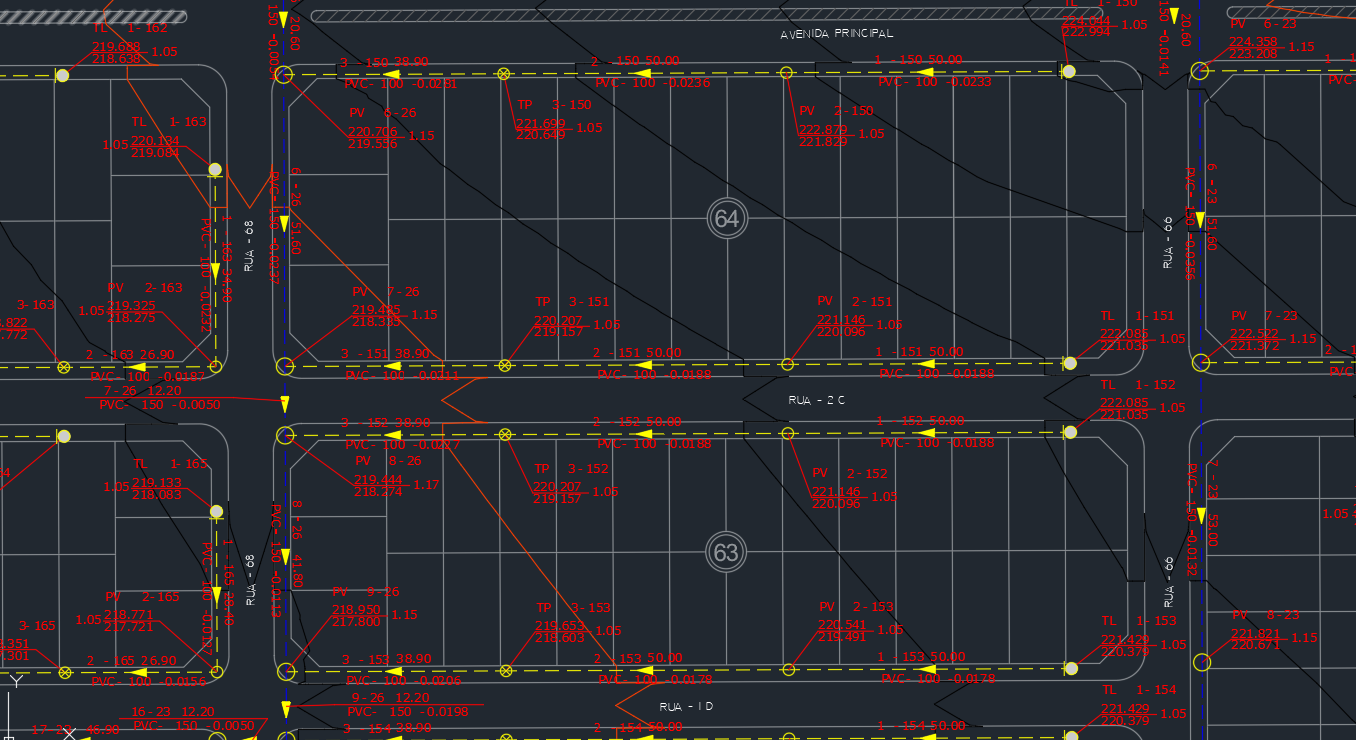 TL 1-162
219.688 1.05
218.638
150 -0.00
20.60
AVENIDA PRINCIPAL
TL 1-150
224.044 1.05
222.994
150 -0.0141
20.60
PV 6-23
224.358 1.15
223.208
3 -150 38.90
PVC- 100 -0.0281
2 -150 50.00
PVC- 100 -0.0236
1 -150 50.00
PVC- 100 -0.0233
PVC-
PV 6-26
220.706 1.15
219.556
TP 3-150
221.699 1.05
220.649
PV 2-150
222.879 1.05
221.829
TL 1-163
1.05 220.134
219.084
1 - 163 34.98
PVC- 100 -0.0232
RUA - 68
6 - 26 51.60
PVC- 150 -0.0237
64
RUA - 66
6 - 23 51.60
PVC- 150 -0.0356
PV 2-163
1.05 219.325
218.275
3-163
.822
.772
PV 7-26
219.485 1.15
218.335
TP 3-151
220.207 1.05
219.157
PV 2-151
221.146 1.05
220.096
TL 1-151
222.085 1.05
221.035
PV 7-23
222.522 1.15
221.372
2 -163 26.90
PVC- 100 -0.0187
3 -151 38.90
PVC- 100 -0.0211
2 -151 50.00
PVC- 100 -0.0188
1 -151 50.00
PVC- 100 -0.0188
PVC-
7-26 12.20
PVC- 150 -0.0050
RUA - 2 C
TL 1-152
222.085 1.05
221.035
3 -152 38.90
PVC- 100 -0.0227
2 -152 50.00
PVC- 100 -0.0188
1 -152 50.00
PVC- 100 -0.0188
PV 8-26
219.444 1.17
218.274
TP 3-152
220.207 1.05
219.157
PV 2-152
221.146 1.05
220.096
TL 1-165
1.05 219.133
218.083
7 - 23 53.00
PVC- 150 -0.0132
1.05
8 - 26 41.80
PVC- 150 -0.0112
RUA - 68
63
RUA - 66
PV 2-165
1.05 218.771
217.721
3-165
.351
.301
PV 9-26
218.950 1.15
217.800
TP 3-153
219.653 1.05
218.603
PV 2-153
220.541 1.05
219.491
TL 1-153
221.429 1.05
220.379
PV 8-23
221.821 1.15
220.671
2 -165 26.90
PVC- 100 -0.0156
3 -153 38.90
PVC- 100 -0.0206
2 -153 50.00
PVC- 100 -0.0178
1 -153 50.00
PVC- 100 -0.0178
Y
X
16-23 12.20
PVC- 150 -0.0050
9-26 12.20
PVC- 150 -0.0198
RUA - I D
TL 1-154
221.429 1.05
220.379
46.90
3 -154 38.90
2 -154 50.00
1 -154 50.00